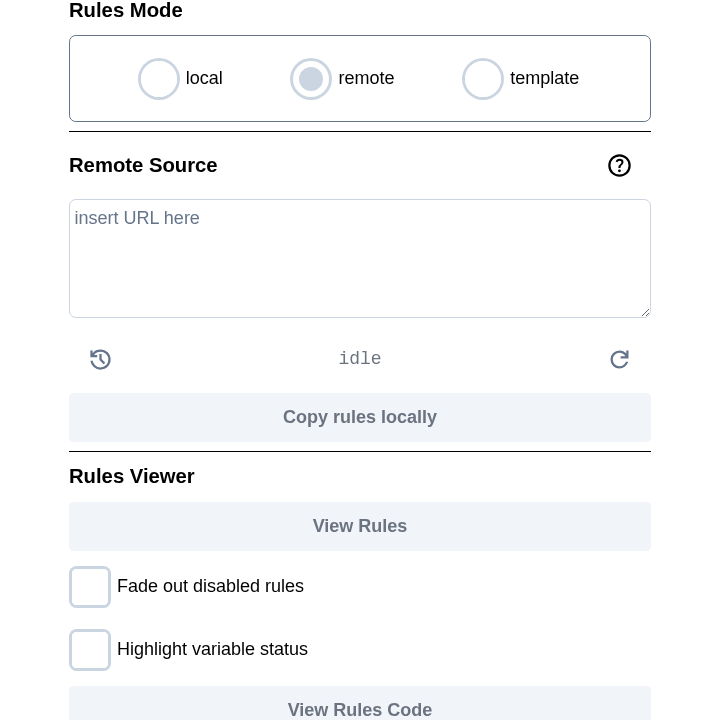 Rules Mode
local
remote
template
Remote Source
insert URL here
idle
Copy rules locally
Rules Viewer
View Rules
Fade out disabled rules
Highlight variable status
View Rules Code